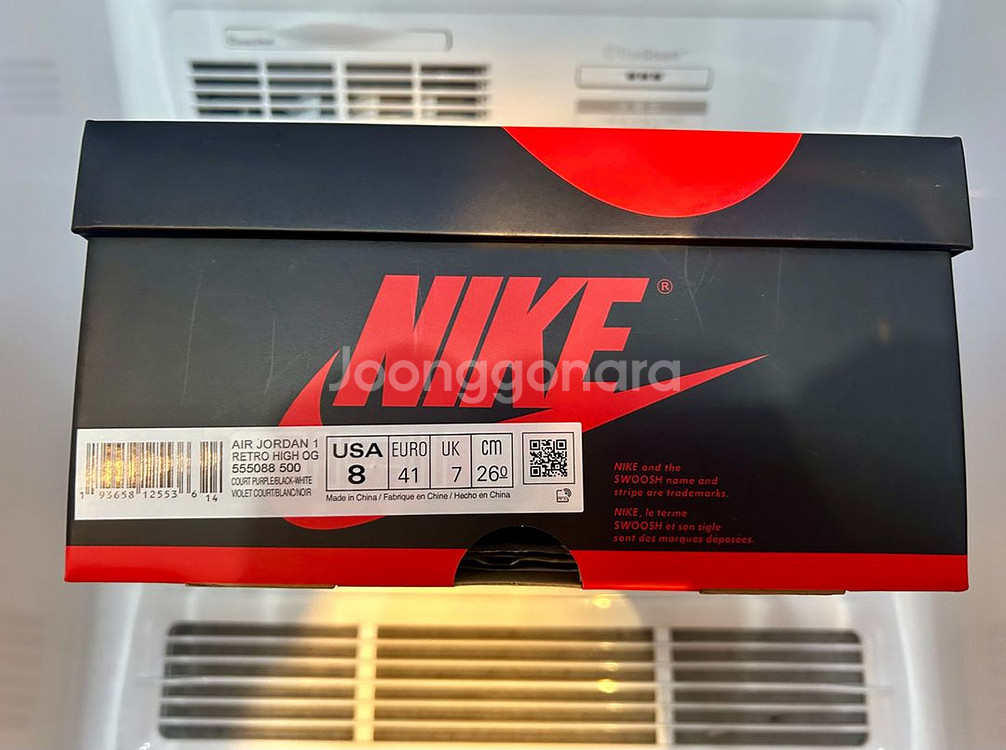 NIKE®
Joonggonara
AIR JORDAN 1
RETRO HIGH OG
555088 500
COURT PURPLE/BLACK-WHITE
VIOLET COURT/BLANC/NOIR
USA
8
EURO
41
UK
7
cm
26º
Made in China / Fabrique en Chine / Hecho en China
1 93658 12553 6 14
NIKE and the
SWOOSH name and
stripe are trademarks.
NIKE, le terme
SWOOSH et son sigle
sont des marques déposées.